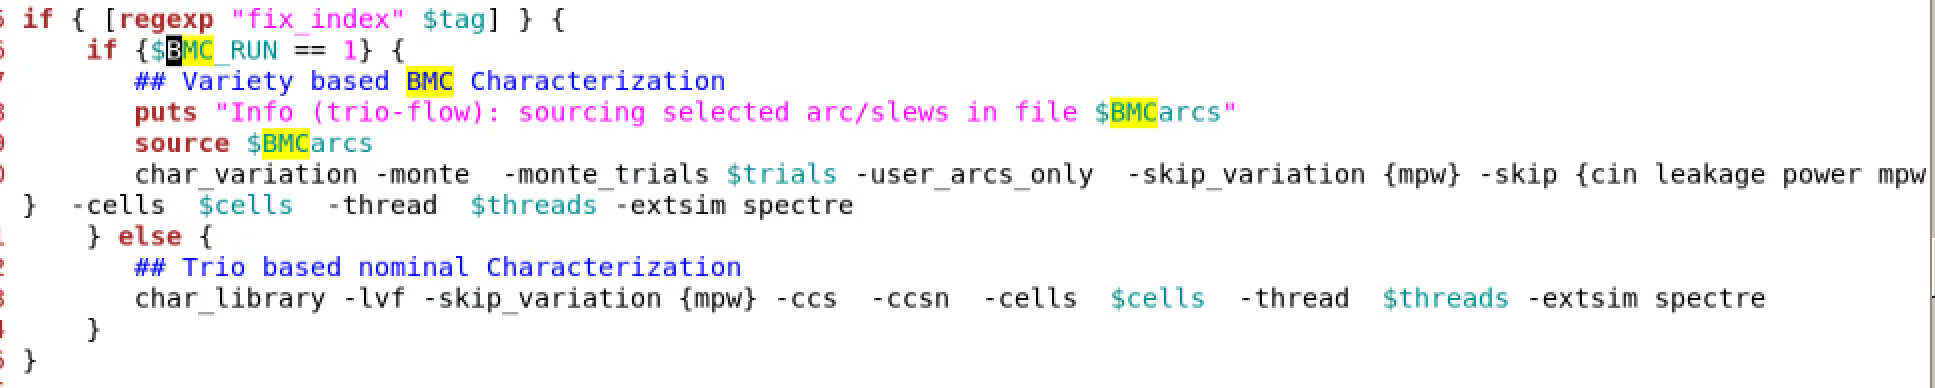 if { [regexp "fix_index" $tag] } {
if {$BMC_RUN == 1} {
## Variety based BMC Characterization
puts "Info (trio-flow): sourcing selected arc/slews in file $BMCarcs"
source $BMCarcs
char_variation -monte  -monte_trials $trials -user_arcs_only  -skip_variation {mpw} -skip {cin leakage power mpw
}  -cells  $cells  -thread  $threads -extsim spectre
} else {
## Trio based nominal Characterization
char_library -lvf -skip_variation {mpw} -ccs  -ccsn  -cells  $cells  -thread  $threads -extsim spectre
}
}